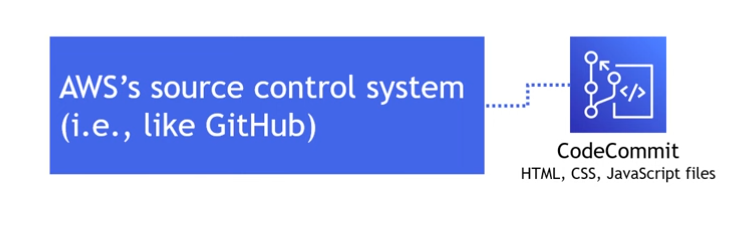 AWS's source control system
(i.e., like GitHub)
</>
CodeCommit
HTML, CSS, JavaScript files